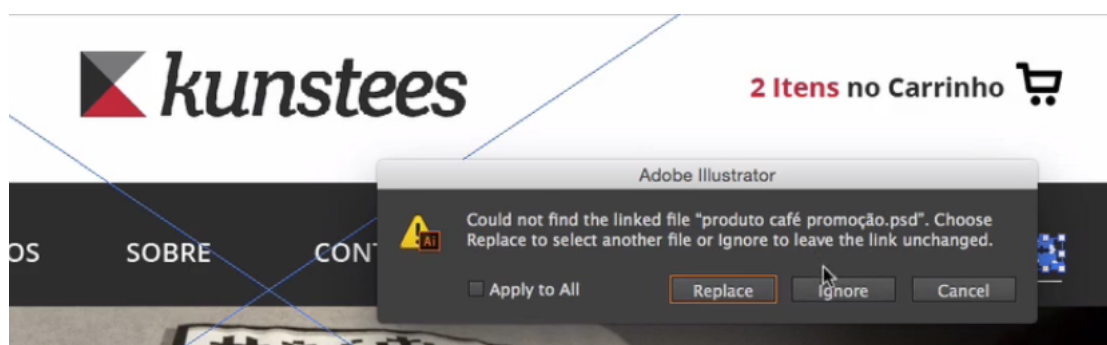 kunstees
2 Itens no Carrinho
Adobe Illustrator
Could not find the linked file "produto café promoção.psd". Choose
Replace to select another file or Ignore to leave the link unchanged.
Ai
OS SOBRE CONT
Apply to All Replace Ignore Cancel